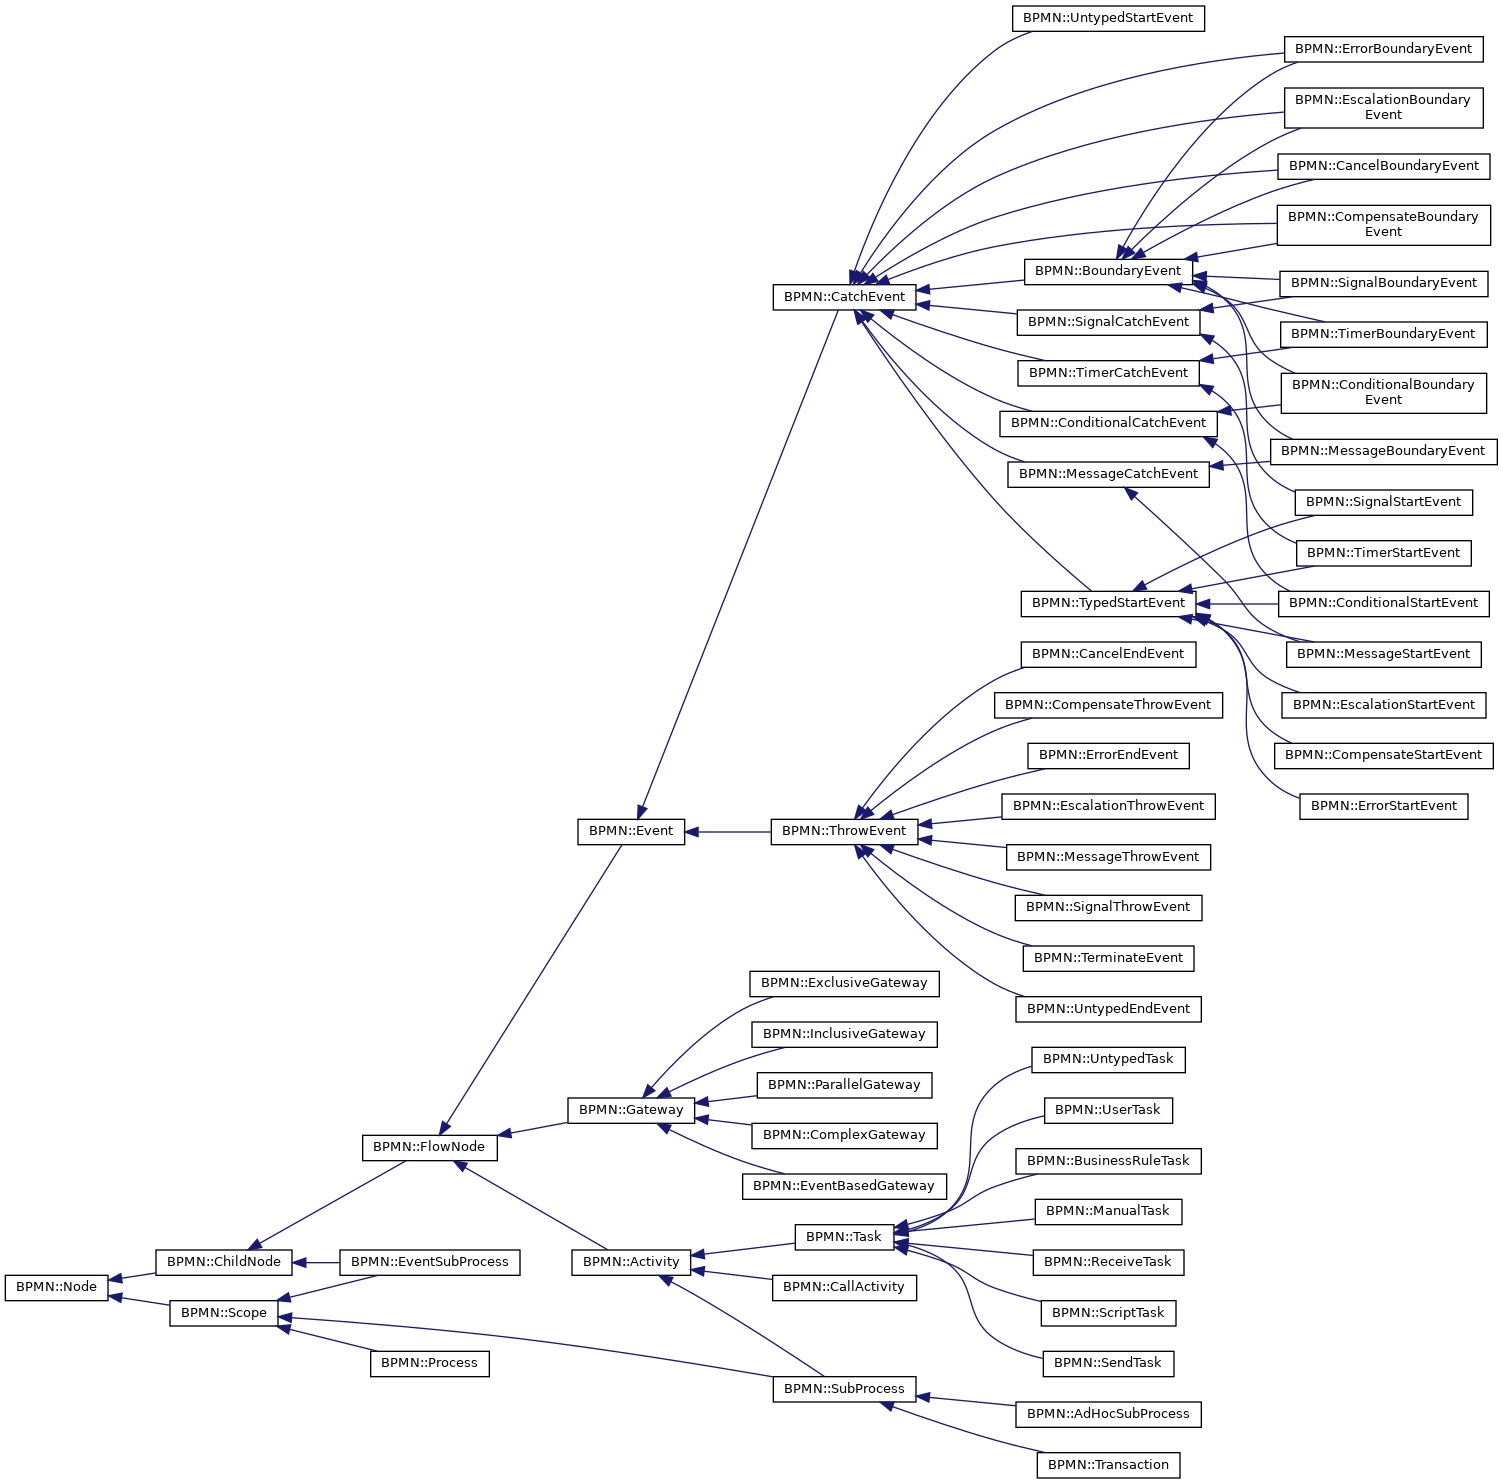 BPMN::UntypedStartEvent
BPMN::ErrorBoundaryEvent
BPMN::EscalationBoundary
Event
BPMN::CancelBoundaryEvent
BPMN::CompensateBoundary
Event
BPMN::BoundaryEvent
BPMN::SignalBoundaryEvent
BPMN::CatchEvent
BPMN::SignalCatchEvent
BPMN::TimerBoundaryEvent
BPMN::TimerCatchEvent
BPMN::ConditionalBoundary
Event
BPMN::ConditionalCatchEvent
BPMN::MessageBoundaryEvent
BPMN::MessageCatchEvent
BPMN::SignalStartEvent
BPMN::TimerStartEvent
BPMN::TypedStartEvent
BPMN::ConditionalStartEvent
BPMN::CancelEndEvent
BPMN::MessageStartEvent
BPMN::CompensateThrowEvent
BPMN::EscalationStartEvent
BPMN::ErrorEndEvent
BPMN::CompensateStartEvent
BPMN::EscalationThrowEvent
BPMN::ErrorStartEvent
BPMN::Event
BPMN::ThrowEvent
BPMN::MessageThrowEvent
BPMN::SignalThrowEvent
BPMN::TerminateEvent
BPMN::ExclusiveGateway
BPMN::UntypedEndEvent
BPMN::InclusiveGateway
BPMN::UntypedTask
BPMN::ParallelGateway
BPMN::Gateway
BPMN::UserTask
BPMN::ComplexGateway
BPMN::FlowNode
BPMN::BusinessRuleTask
BPMN::EventBasedGateway
BPMN::ManualTask
BPMN::Task
BPMN::ChildNode
BPMN::EventSubProcess
BPMN::Activity
BPMN::ReceiveTask
BPMN::Node
BPMN::CallActivity
BPMN::Scope
BPMN::ScriptTask
BPMN::Process
BPMN::SendTask
BPMN::SubProcess
BPMN::AdHocSubProcess
BPMN::Transaction